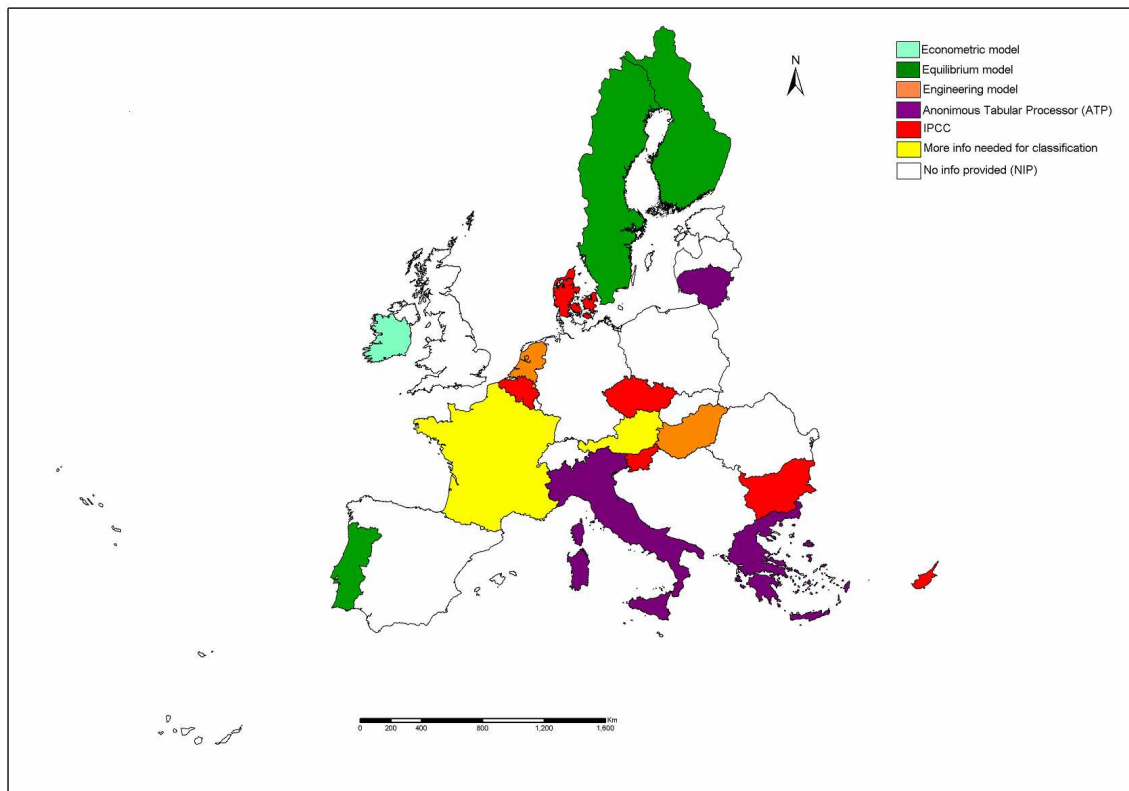 N
Econometric model
Equilibrium model
Engineering model
Anonimous Tabular Processor (ATP)
IPCC
More info needed for classification
No info provided (NIP)
Km
0 200 400 800 1,200 1,600